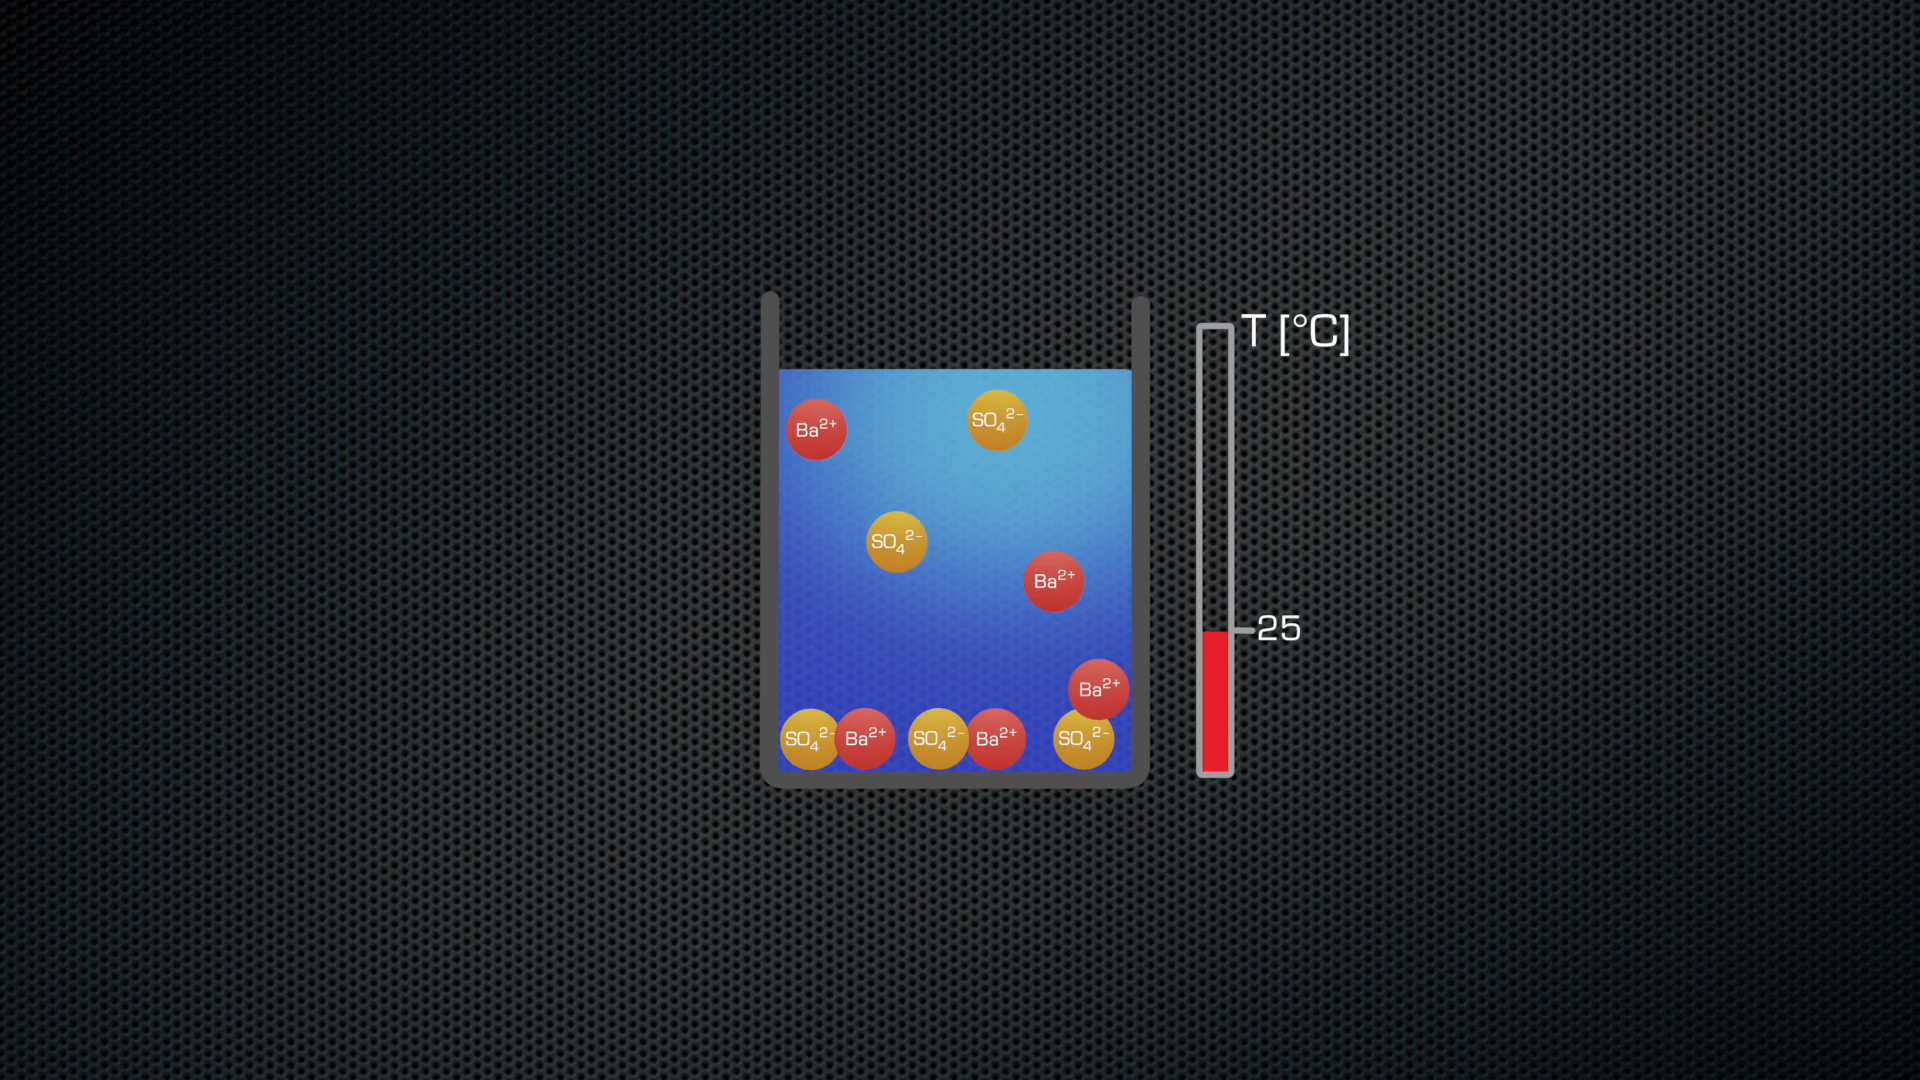 T [°C]
Ba²⁺
SO₄²⁻
SO₄²⁻
Ba²⁺
25
Ba²⁺
SO₄²⁻ Ba²⁺ SO₄²⁻ Ba²⁺ SO₄²⁻